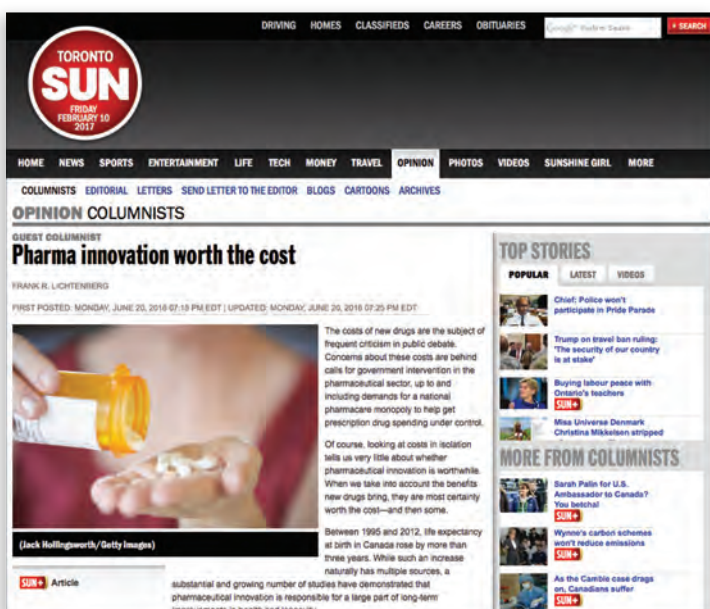 DRIVING HOMES CLASSIFIEDS CAREERS OBITUARIES
SEARCH
TORONTO
SUN
FRIDAY
FEBRUARY 10
2017
HOME NEWS SPORTS ENTERTAINMENT LIFE TECH MONEY TRAVEL OPINION PHOTOS VIDEOS SUNSHINE GIRL MORE
COLUMNISTS EDITORIAL LETTERS SEND LETTER TO THE EDITOR BLOGS CARTOONS ARCHIVES
OPINION COLUMNISTS
GUEST COLUMNIST
Pharma innovation worth the cost
FRANK R. LICHTENBERG
FIRST POSTED: MONDAY, JUNE 20, 2016 07:15 PM EDT | UPDATED: MONDAY, JUNE 20, 2016 07:25 PM EDT
The costs of new drugs are the subject of
frequent criticism in public debate.
Concerns about these costs are behind
calls for government intervention in the
pharmaceutical sector, up to and
including demands for a national
pharmacare monopoly to help get
prescription drug spending under control.
Of course, looking at costs in isolation
tells us very little about whether
pharmaceutical innovation is worthwhile.
When we take into account the benefits
new drugs bring, they are most certainly
worth the cost—and then some.
Between 1995 and 2012, life expectancy
at birth in Canada rose by more than
three years. While such an increase
naturally has multiple sources, a
substantial and growing number of studies have demonstrated that
pharmaceutical innovation is responsible for a large part of long-term
(Jack Hollingsworth/Getty Images)
SUN+ Article
TOP STORIES
POPULAR LATEST VIDEOS
Chief: Police won't
participate in Pride Parade
Trump on travel ban ruling:
'The security of our country
is at stake'
Buying labour peace with
Ontario's teachers
SUN+
Miss Universe Denmark
Christina Mikkelsen stripped
MORE FROM COLUMNISTS
Sarah Palin for U.S.
Ambassador to Canada?
You betcha!
SUN+
Wynne's carbon schemes
won't reduce emissions
SUN+
As the Cambie case drags
on, Canadians suffer
SUN+